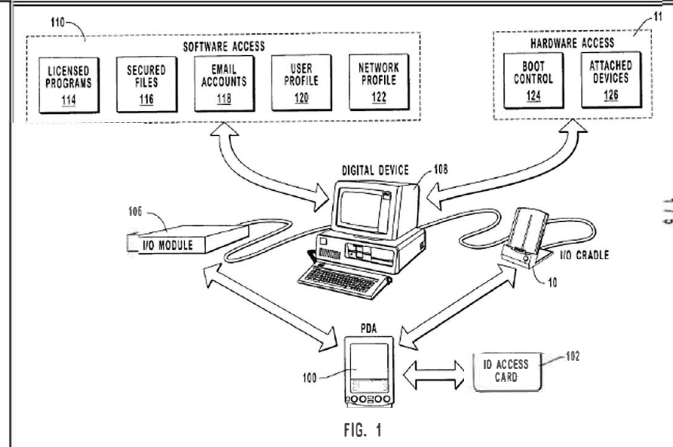 110
11
SOFTWARE ACCESS
HARDWARE ACCESS
LICENSED
PROGRAMS
114
SECURED
FILES
116
EMAIL
ACCOUNTS
118
USER
PROFILE
120
NETWORK
PROFILE
122
BOOT
CONTROL
124
ATTACHED
DEVICES
126
DIGITAL DEVICE
108
106
I/O MODULE
I/O CRADLE
10
PDA
100
ID ACCESS
CARD
102
FIG. 1